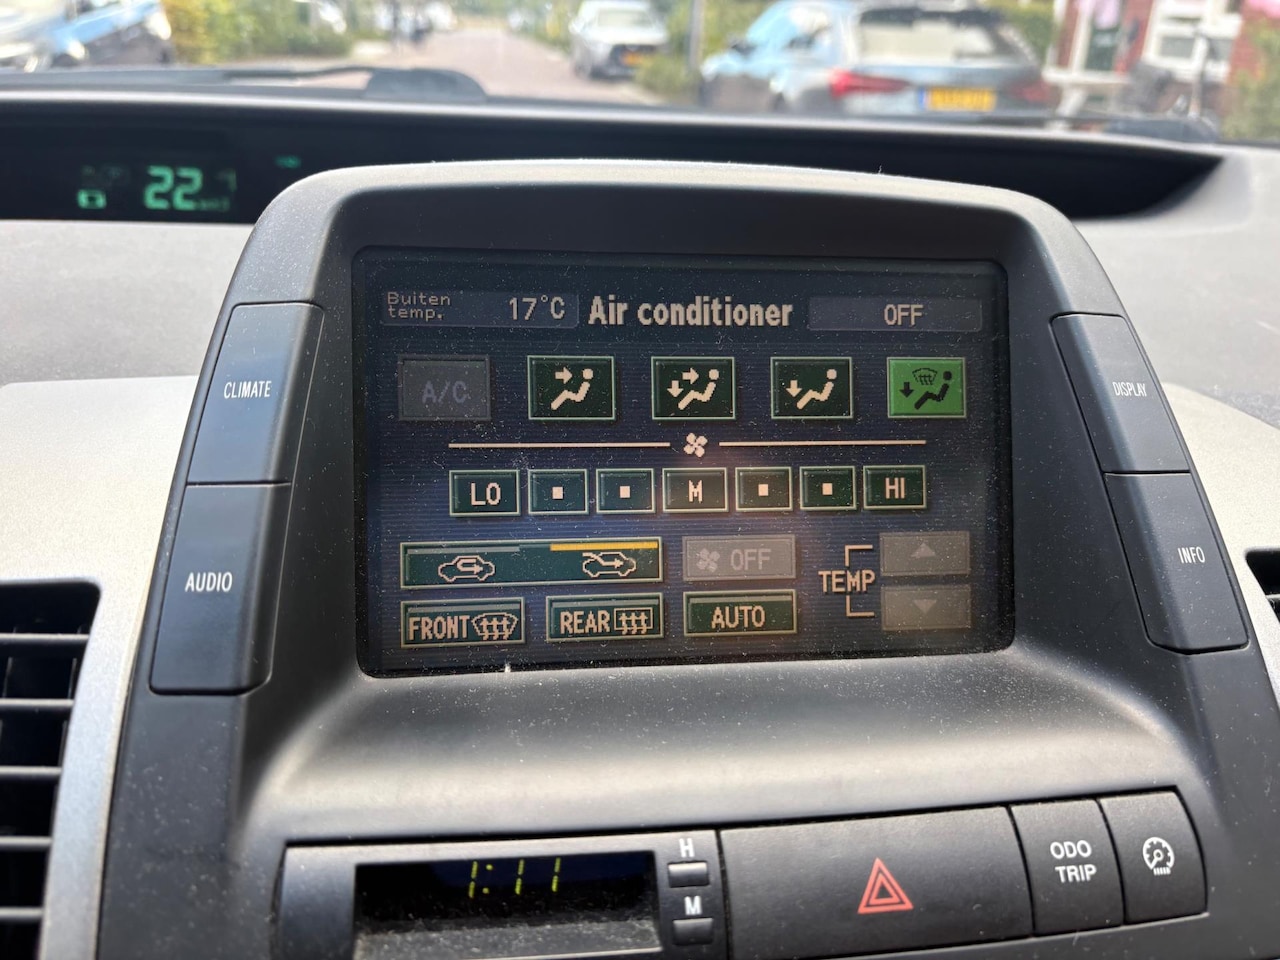 22
Buiten
temp.
17°C
Air conditioner
OFF
CLIMATE
A/C
DISPLAY
LO
M
HI
AUDIO
OFF
INFO
TEMP
FRONT
REAR
AUTO
1:11
H
M
ODO
TRIP